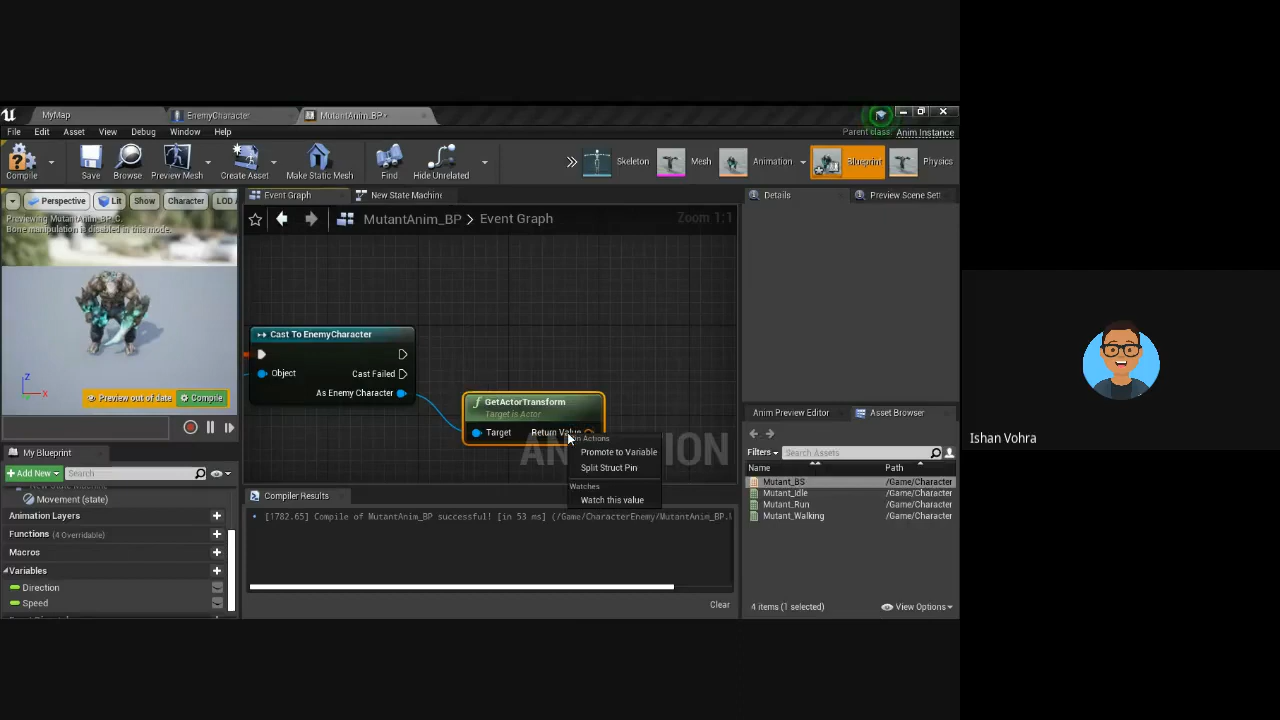 MyMap
EnemyCharacter
MutantAnim_BP•
File Edit Asset View Debug Window Help
Parent class: Anim Instance
Compile
Save
Browse
Preview Mesh
Create Asset
Make Static Mesh
Find
Hide Unrelated
Skeleton
Mesh
Animation
Blueprint
Physics
Perspective
Lit
Show
Character
LOD
Previewing MutantAnim_BP_C.
Bone manipulation is disabled in this mode.
Z
X
Preview out of date
Compile
Event Graph
New State Machine
MutantAnim_BP > Event Graph
Zoom 1:1
Cast To EnemyCharacter
Object
Cast Failed
As Enemy Character
GetActorTransform
Target is Actor
Target
Return Value
Promote to Variable
Split Struct Pin
Watches
Watch this value
My Blueprint
Add New
Search
Movement (state)
Animation Layers
Functions (4 Overridable)
Macros
Variables
Direction
Speed
Compiler Results
[1782.65] Compile of MutantAnim_BP successful! [in 53 ms] (/Game/CharacterEnemy/MutantAnim_BP.
Clear
Details
Preview Scene Set
Anim Preview Editor
Asset Browser
Filters
Search Assets
Name Path
Mutant_BS /Game/Character
Mutant_Idle /Game/Character
Mutant_Run /Game/Character
Mutant_Walking /Game/Character
4 items (1 selected)
View Options
Ishan Vohra